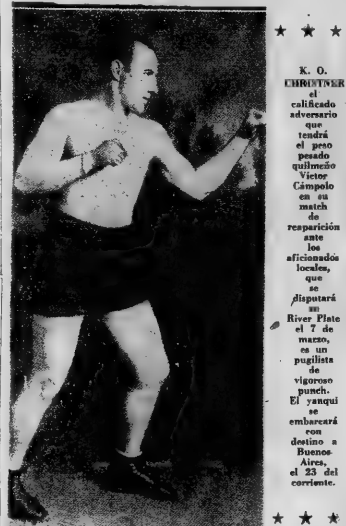 K. O.
CHRISTNER
el
calificado
adversario
que
tendrá
el peso
pesado
quilmeño
Víctor
Cámpolo
en su
match
de
reaparición
ante
los
aficionados
locales,
que
se
disputará
en
River Plate
el 7 de
marzo,
es un
pugilista
de
vigoroso
punch.
El yanqui
se
embarcará
con
destino a
Buenos
Aires,
el 23 del
corriente.